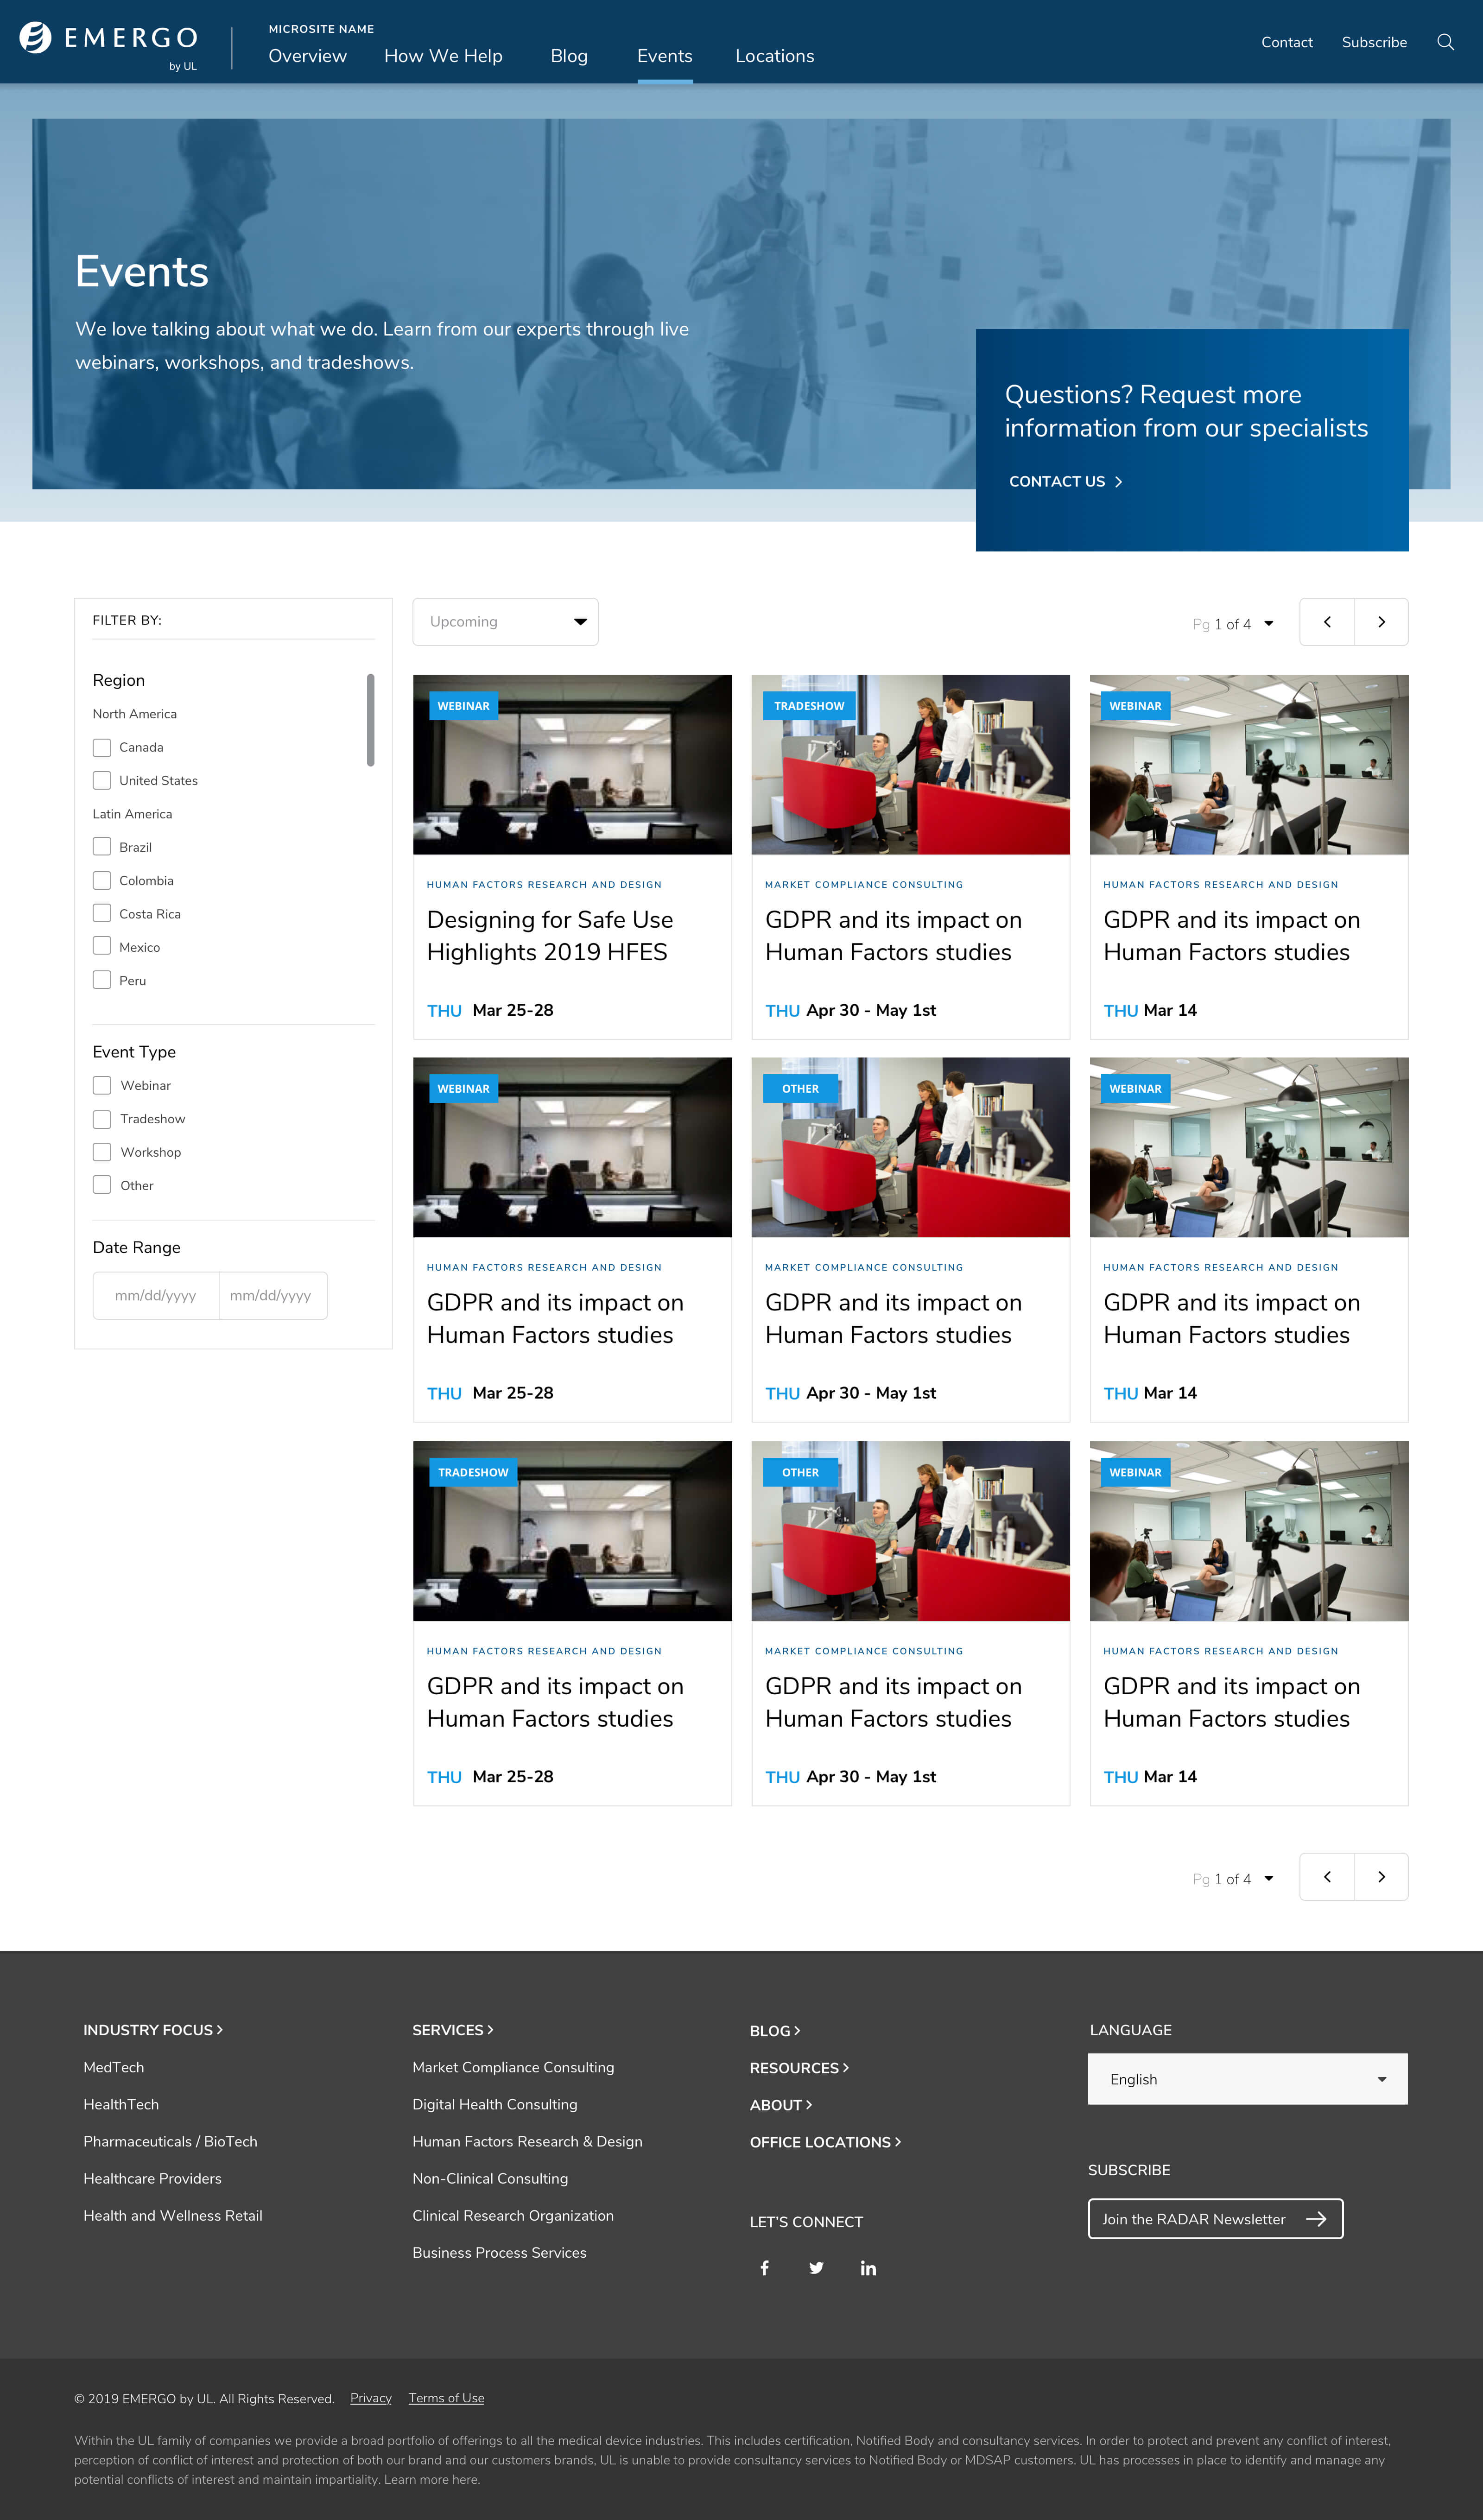 EMERGO
by UL
MICROSITE NAME
Overview How We Help Blog Events Locations
Contact Subscribe
Events
We love talking about what we do. Learn from our experts through live
webinars, workshops, and tradeshows.
Questions? Request more
information from our specialists
CONTACT US
FILTER BY:
Region
North America
Canada
United States
Latin America
Brazil
Colombia
Costa Rica
Mexico
Peru
Event Type
Webinar
Tradeshow
Workshop
Other
Date Range
mm/dd/yyyy mm/dd/yyyy
Upcoming
Pg 1 of 4
WEBINAR
HUMAN FACTORS RESEARCH AND DESIGN
Designing for Safe Use
Highlights 2019 HFES
THU Mar 25-28
TRADESHOW
MARKET COMPLIANCE CONSULTING
GDPR and its impact on
Human Factors studies
THU Apr 30 - May 1st
WEBINAR
HUMAN FACTORS RESEARCH AND DESIGN
GDPR and its impact on
Human Factors studies
THU Mar 14
WEBINAR
HUMAN FACTORS RESEARCH AND DESIGN
GDPR and its impact on
Human Factors studies
THU Mar 25-28
OTHER
MARKET COMPLIANCE CONSULTING
GDPR and its impact on
Human Factors studies
THU Apr 30 - May 1st
WEBINAR
HUMAN FACTORS RESEARCH AND DESIGN
GDPR and its impact on
Human Factors studies
THU Mar 14
TRADESHOW
HUMAN FACTORS RESEARCH AND DESIGN
GDPR and its impact on
Human Factors studies
THU Mar 25-28
OTHER
MARKET COMPLIANCE CONSULTING
GDPR and its impact on
Human Factors studies
THU Apr 30 - May 1st
WEBINAR
HUMAN FACTORS RESEARCH AND DESIGN
GDPR and its impact on
Human Factors studies
THU Mar 14
Pg 1 of 4
INDUSTRY FOCUS
MedTech
HealthTech
Pharmaceuticals / BioTech
Healthcare Providers
Health and Wellness Retail
SERVICES
Market Compliance Consulting
Digital Health Consulting
Human Factors Research & Design
Non-Clinical Consulting
Clinical Research Organization
Business Process Services
BLOG
RESOURCES
ABOUT
OFFICE LOCATIONS
LET'S CONNECT
LANGUAGE
English
SUBSCRIBE
Join the RADAR Newsletter
© 2019 EMERGO by UL. All Rights Reserved. Privacy Terms of Use
Within the UL family of companies we provide a broad portfolio of offerings to all the medical device industries. This includes certification, Notified Body and consultancy services. In order to protect and prevent any conflict of interest,
perception of conflict of interest and protection of both our brand and our customers brands, UL is unable to provide consultancy services to Notified Body or MDSAP customers. UL has processes in place to identify and manage any
potential conflicts of interest and maintain impartiality. Learn more here.